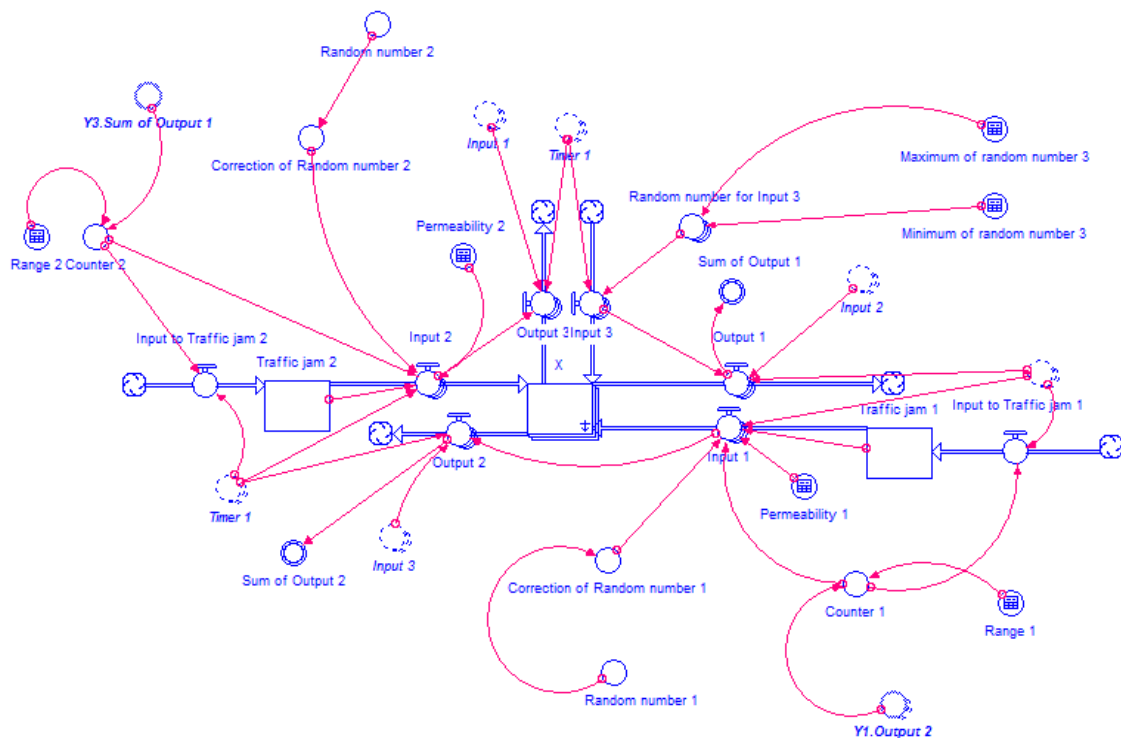 Random number 2
Y3.Sum of Output 1
Input 1
Timer 1
Correction of Random number 2
Maximum of random number 3
Random number for Input 3
Permeability 2
Minimum of random number 3
Range 2
Counter 2
Sum of Output 1
Input 2
Input to Traffic jam 2
Input 2
Output 3
Input 3
Output 1
Traffic jam 2
X
Traffic jam 1
Input to Traffic jam 1
Output 2
Input 1
Timer 1
Permeability 1
Sum of Output 2
Input 3
Correction of Random number 1
Counter 1
Range 1
Random number 1
Y1.Output 2